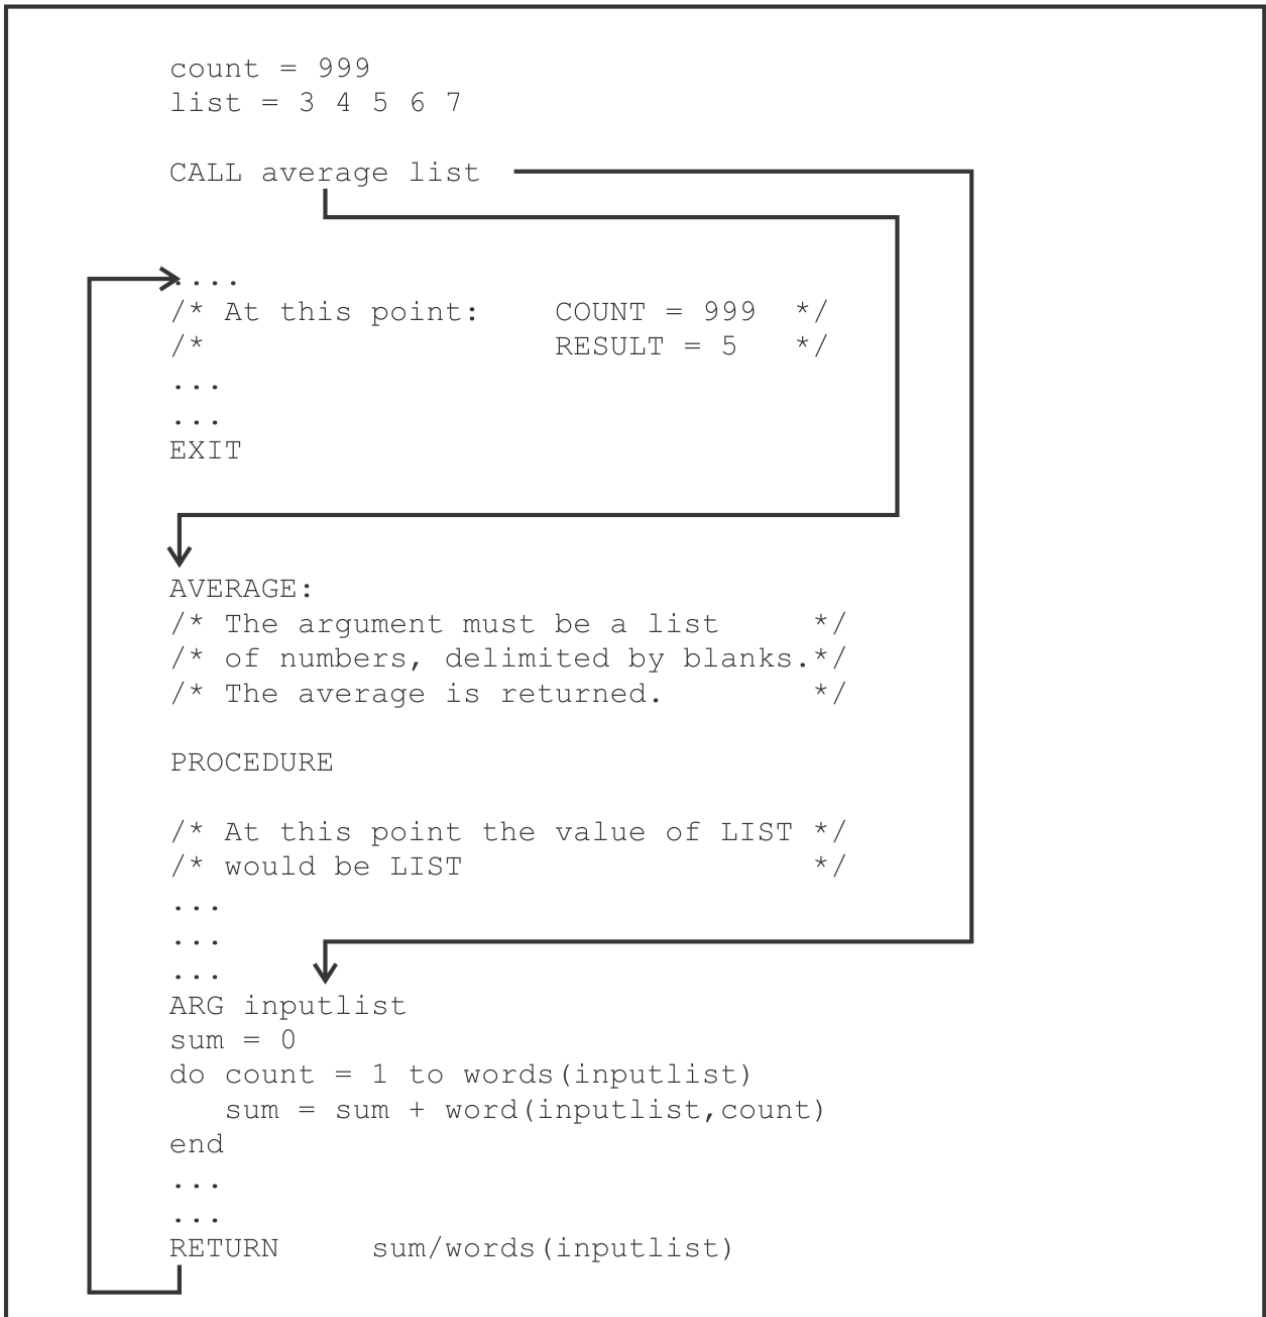 count = 999
list = 3 4 5 6 7
CALL average list
....
/* At this point:    COUNT = 999  */
/*                   RESULT = 5   */
...
...
EXIT
AVERAGE:
/* The argument must be a list     */
/* of numbers, delimited by blanks.*/
/* The average is returned.        */
PROCEDURE
/* At this point the value of LIST */
/* would be LIST                   */
...
...
...
ARG inputlist
sum = 0
do count = 1 to words(inputlist)
   sum = sum + word(inputlist,count)
end
...
...
RETURN     sum/words(inputlist)